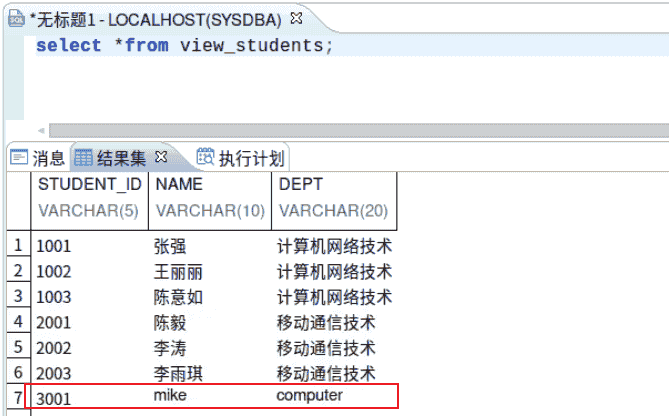 *无标题1 - LOCALHOST(SYSDBA)
select *from view_students;
消息 结果集 执行计划
STUDENT_ID NAME DEPT
VARCHAR(5) VARCHAR(10) VARCHAR(20)
1 1001 张强 计算机网络技术
2 1002 王丽丽 计算机网络技术
3 1003 陈意如 计算机网络技术
4 2001 陈毅 移动通信技术
5 2002 李涛 移动通信技术
6 2003 李雨琪 移动通信技术
7 3001 mike computer